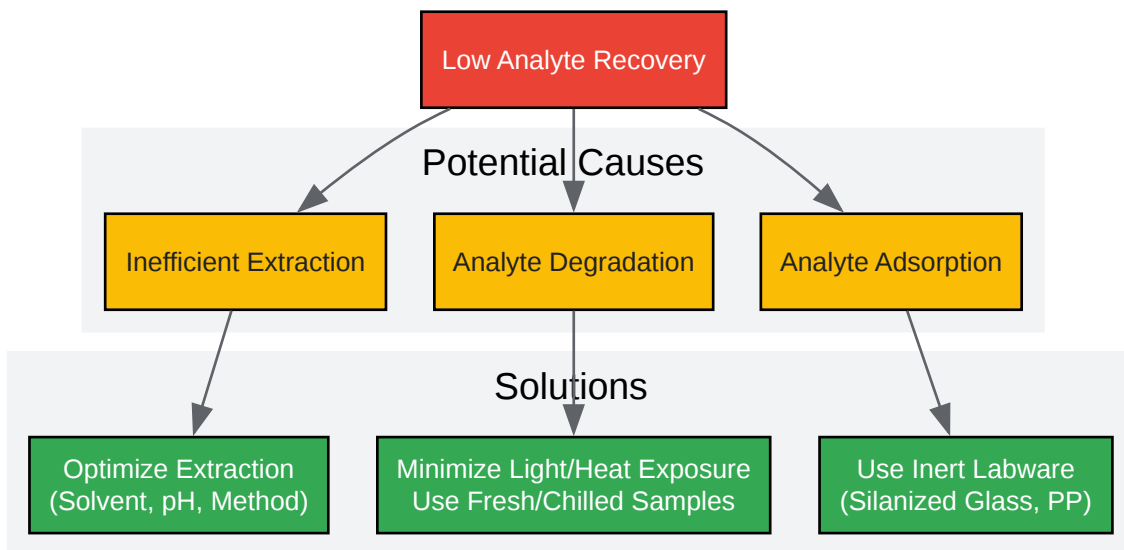 Low Analyte Recovery
Potential Causes
Inefficient Extraction
Analyte Degradation
Analyte Adsorption
Solutions
Optimize Extraction
(Solvent, pH, Method)
Minimize Light/Heat Exposure
Use Fresh/Chilled Samples
Use Inert Labware
(Silanized Glass, PP)